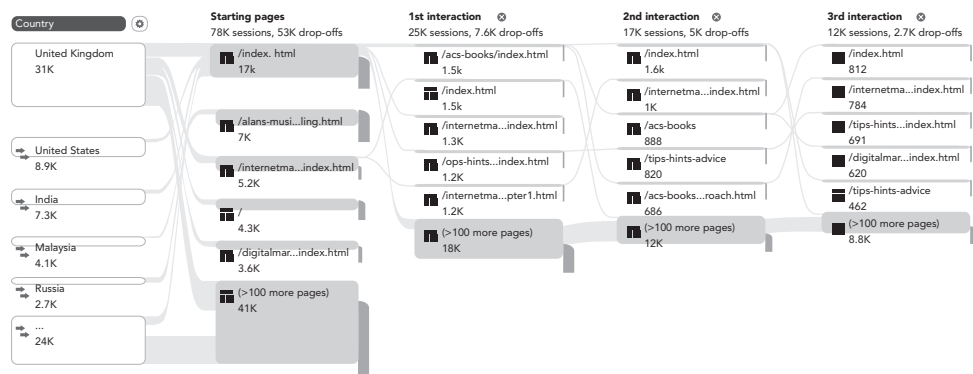 Country
United Kingdom
31K
United States
8.9K
India
7.3K
Malaysia
4.1K
Russia
2.7K
...
24K
Starting pages
78K sessions, 53K drop-offs
/index. html
17k
/alans-musi...ling.html
7K
/internetma...index.html
5.2K
/
4.3K
/digitalmar...index.html
3.6K
(>100 more pages)
41K
1st interaction
25K sessions, 7.6K drop-offs
/acs-books/index.html
1.5k
/index.html
1.5k
/internetma...index.html
1.3K
/ops-hints...index.html
1.2K
/internetma...pter1.html
1.2K
(>100 more pages)
18K
2nd interaction
17K sessions, 5K drop-offs
/index.html
1.6k
/internetma...index.html
1K
/acs-books
888
/tips-hints-advice
820
/acs-books...roach.html
686
(>100 more pages)
12K
3rd interaction
12K sessions, 2.7K drop-offs
/index.html
812
/internetma...index.html
784
/tips-hints...index.html
691
/digitalmar...index.html
620
/tips-hints-advice
462
(>100 more pages)
8.8K